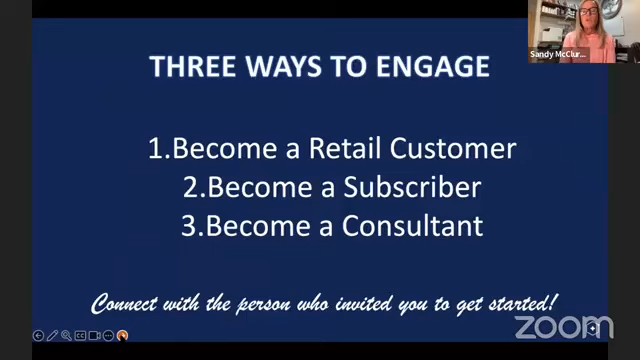 THREE WAYS TO ENGAGE
Sandy McClur...
1.Become a Retail Customer
2.Become a Subscriber
3.Become a Consultant
Connect with the person who invited you to get started!
zoom